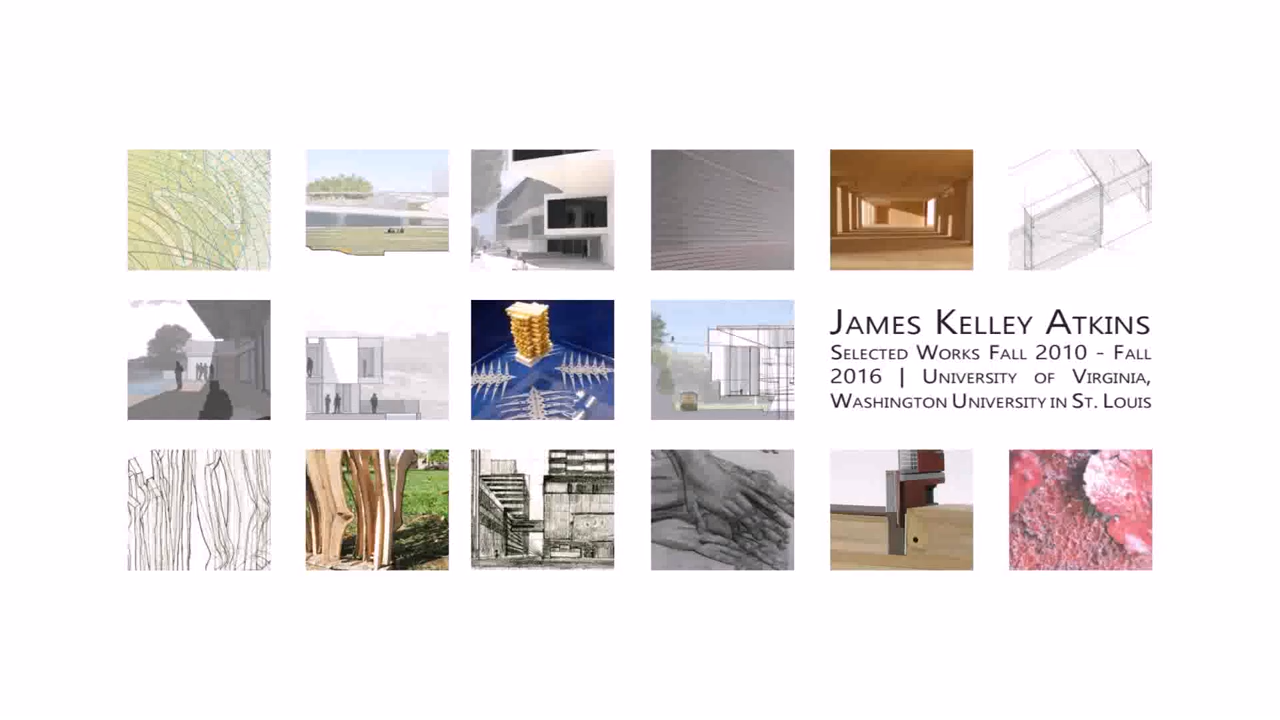 James Kelley Atkins
Selected Works Fall 2010 - Fall
2016 | University of Virginia,
Washington University in St. Louis